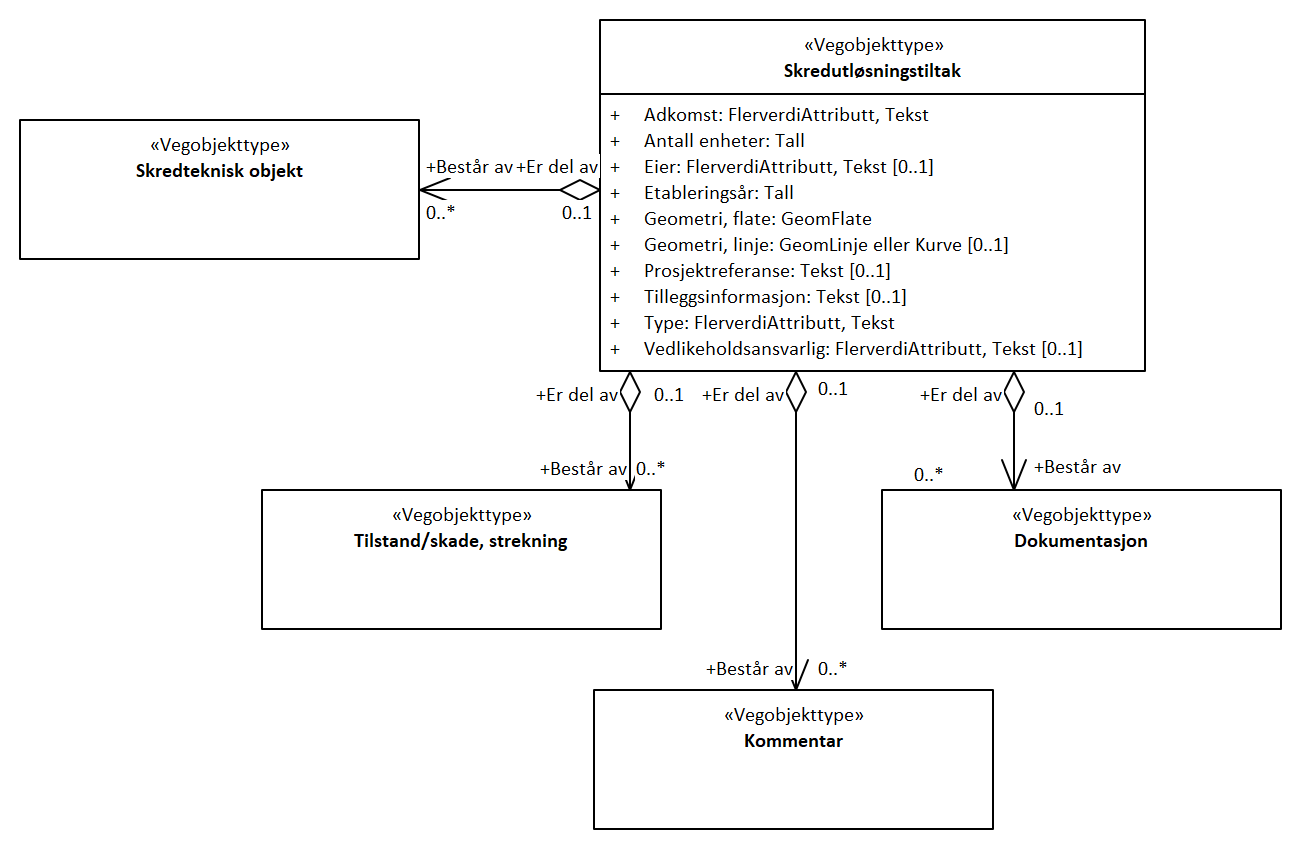 «Vegobjekttype»
Skredutløsningstiltak
+ Adkomst: FlerverdiAttributt, Tekst
+ Antall enheter: Tall
+ Eier: FlerverdiAttributt, Tekst [0..1]
+ Etableringsår: Tall
+ Geometri, flate: GeomFlate
+ Geometri, linje: GeomLinje eller Kurve [0..1]
+ Prosjektreferanse: Tekst [0..1]
+ Tilleggsinformasjon: Tekst [0..1]
+ Type: FlerverdiAttributt, Tekst
+ Vedlikeholdsansvarlig: FlerverdiAttributt, Tekst [0..1]
«Vegobjekttype»
Skredteknisk objekt
+Består av +Er del av
0..* 0..1
+Er del av 0..1 +Er del av 0..1 +Er del av 0..1
+Består av 0..* 0..* +Består av
«Vegobjekttype»
Tilstand/skade, strekning
«Vegobjekttype»
Dokumentasjon
+Består av 0..*
«Vegobjekttype»
Kommentar